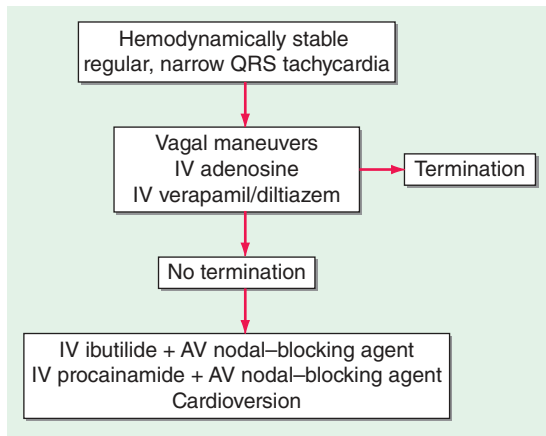 Hemodynamically stable
regular, narrow QRS tachycardia
Vagal maneuvers
IV adenosine
IV verapamil/diltiazem
Termination
No termination
IV ibutilide + AV nodal–blocking agent
IV procainamide + AV nodal–blocking agent
Cardioversion